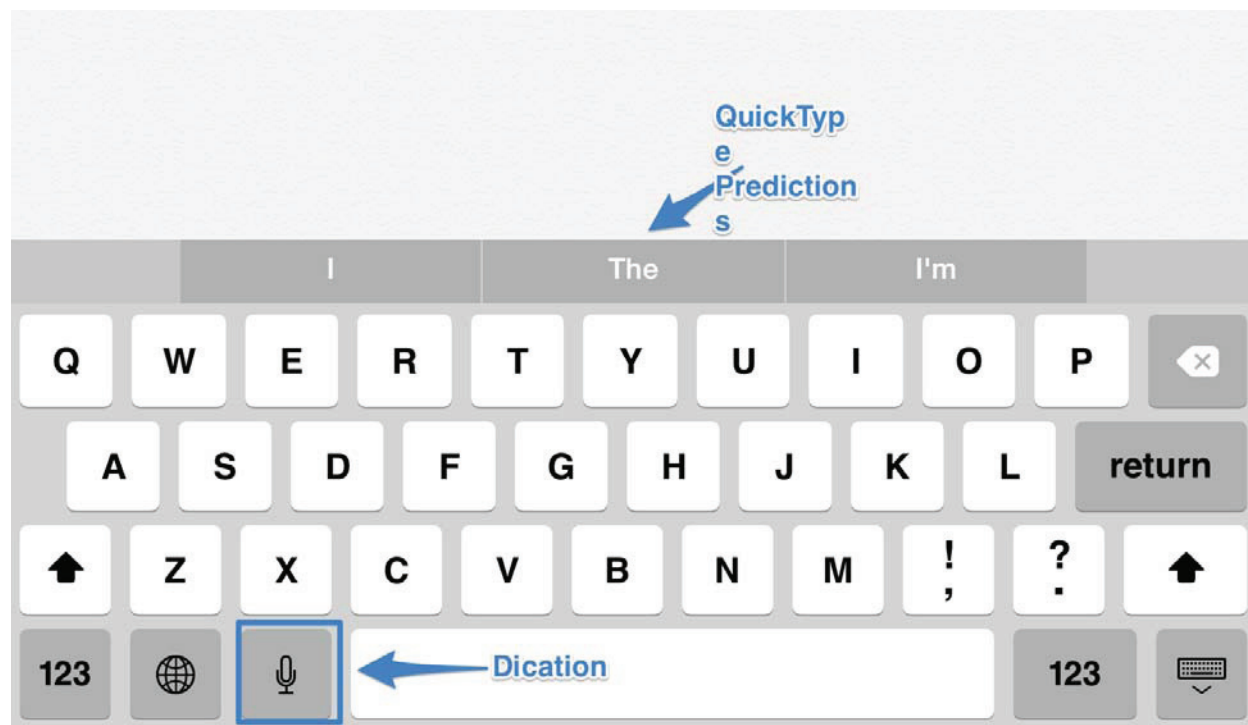 QuickTyp
e
Prediction
s
I The I'm
Q W E R T Y U I O P
A S D F G H J K L return
Z X C V B N M ! , ? .
123 Dication 123